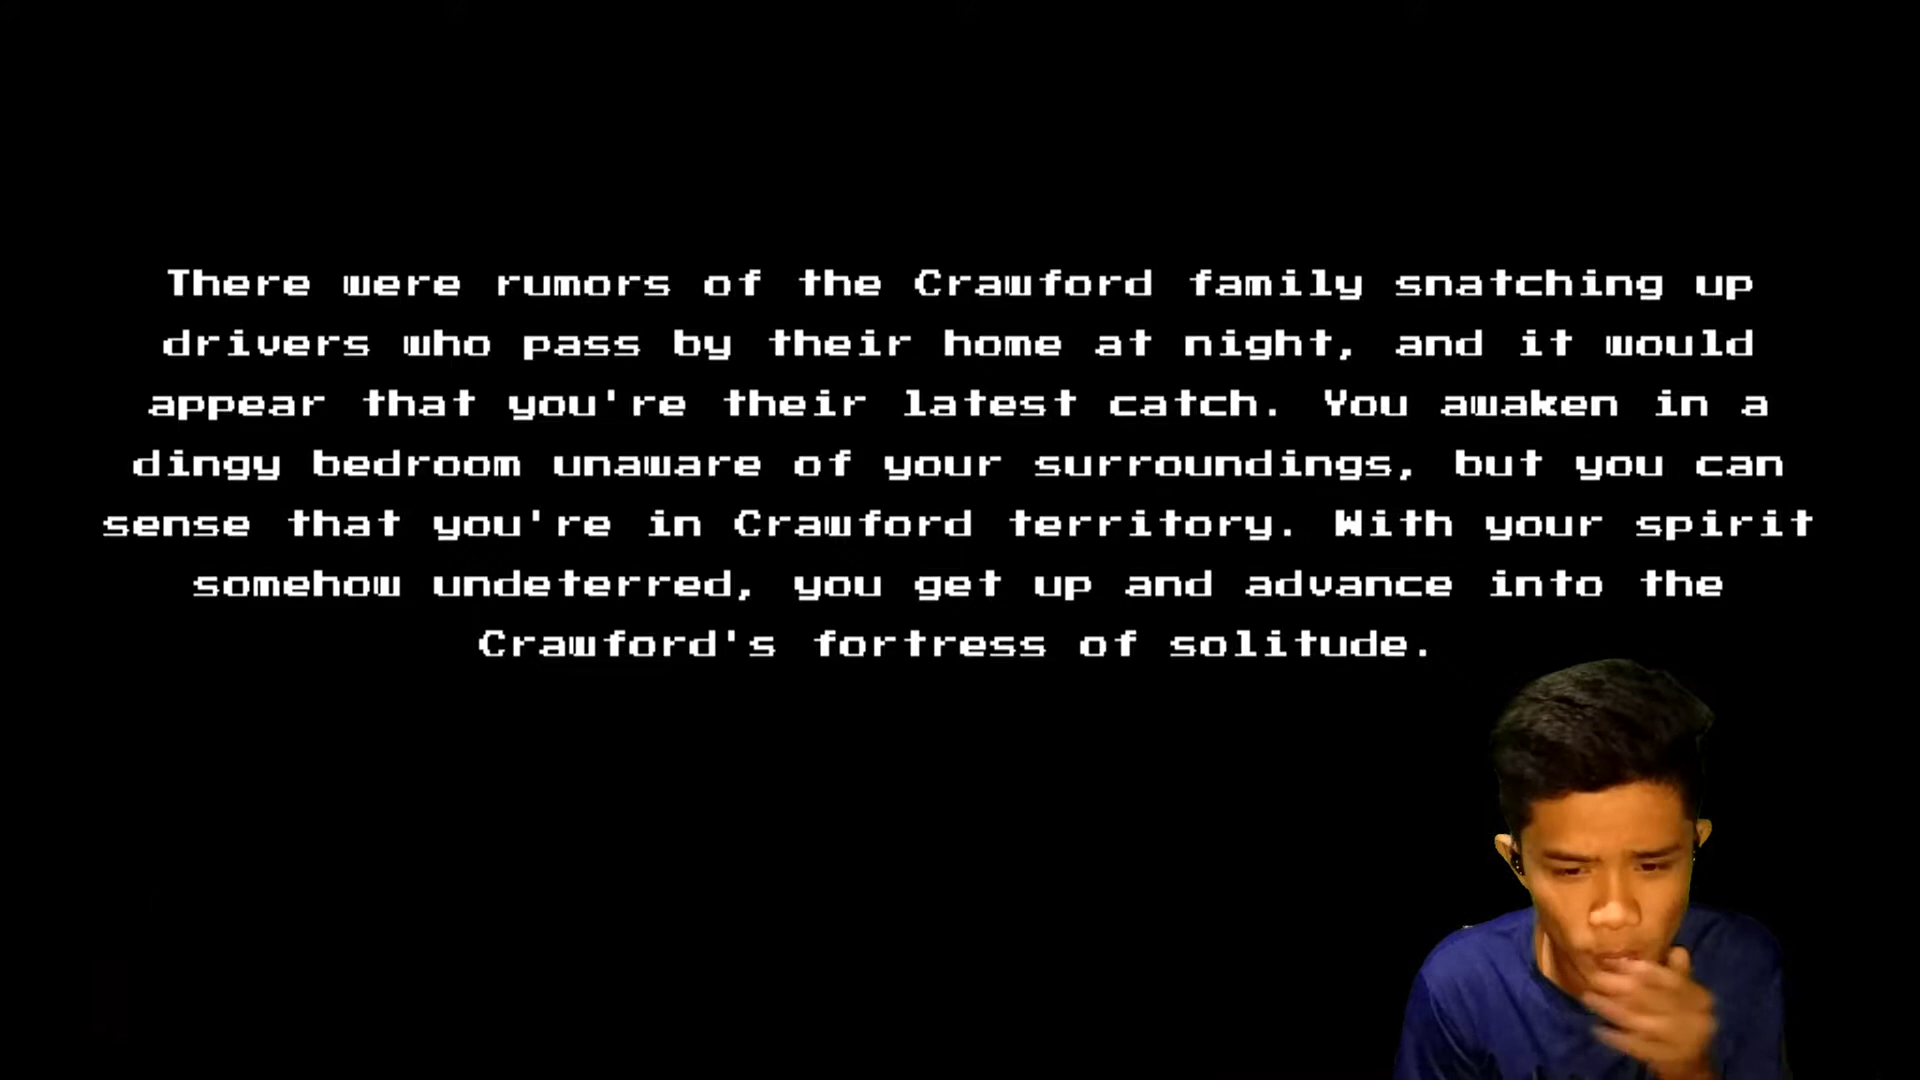 There were rumors of the Crawford family snatching up
drivers who pass by their home at night, and it would
appear that you're their latest catch. You awaken in a
dingy bedroom unaware of your surroundings, but you can
sense that you're in Crawford territory. With your spirit
somehow undeterred, you get up and advance into the
Crawford's fortress of solitude.